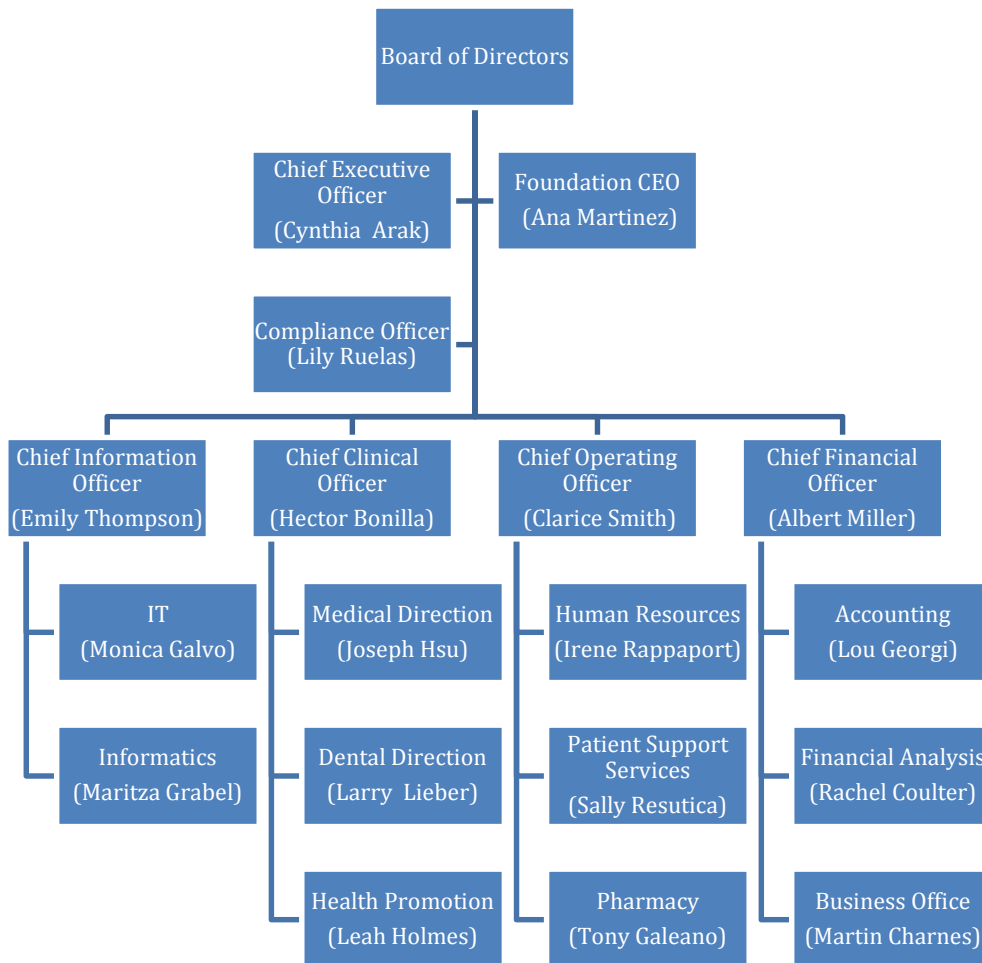 Board of Directors
Chief Executive
Officer
(Cynthia Arak)
Foundation CEO
(Ana Martinez)
Compliance Officer
(Lily Ruelas)
Chief Information
Officer
(Emily Thompson)
Chief Clinical
Officer
(Hector Bonilla)
Chief Operating
Officer
(Clarice Smith)
Chief Financial
Officer
(Albert Miller)
IT
(Monica Galvo)
Medical Direction
(Joseph Hsu)
Human Resources
(Irene Rappaport)
Accounting
(Lou Georgi)
Informatics
(Maritza Grabel)
Dental Direction
(Larry Lieber)
Patient Support
Services
(Sally Resutica)
Financial Analysis
(Rachel Coulter)
Health Promotion
(Leah Holmes)
Pharmacy
(Tony Galeano)
Business Office
(Martin Charnes)